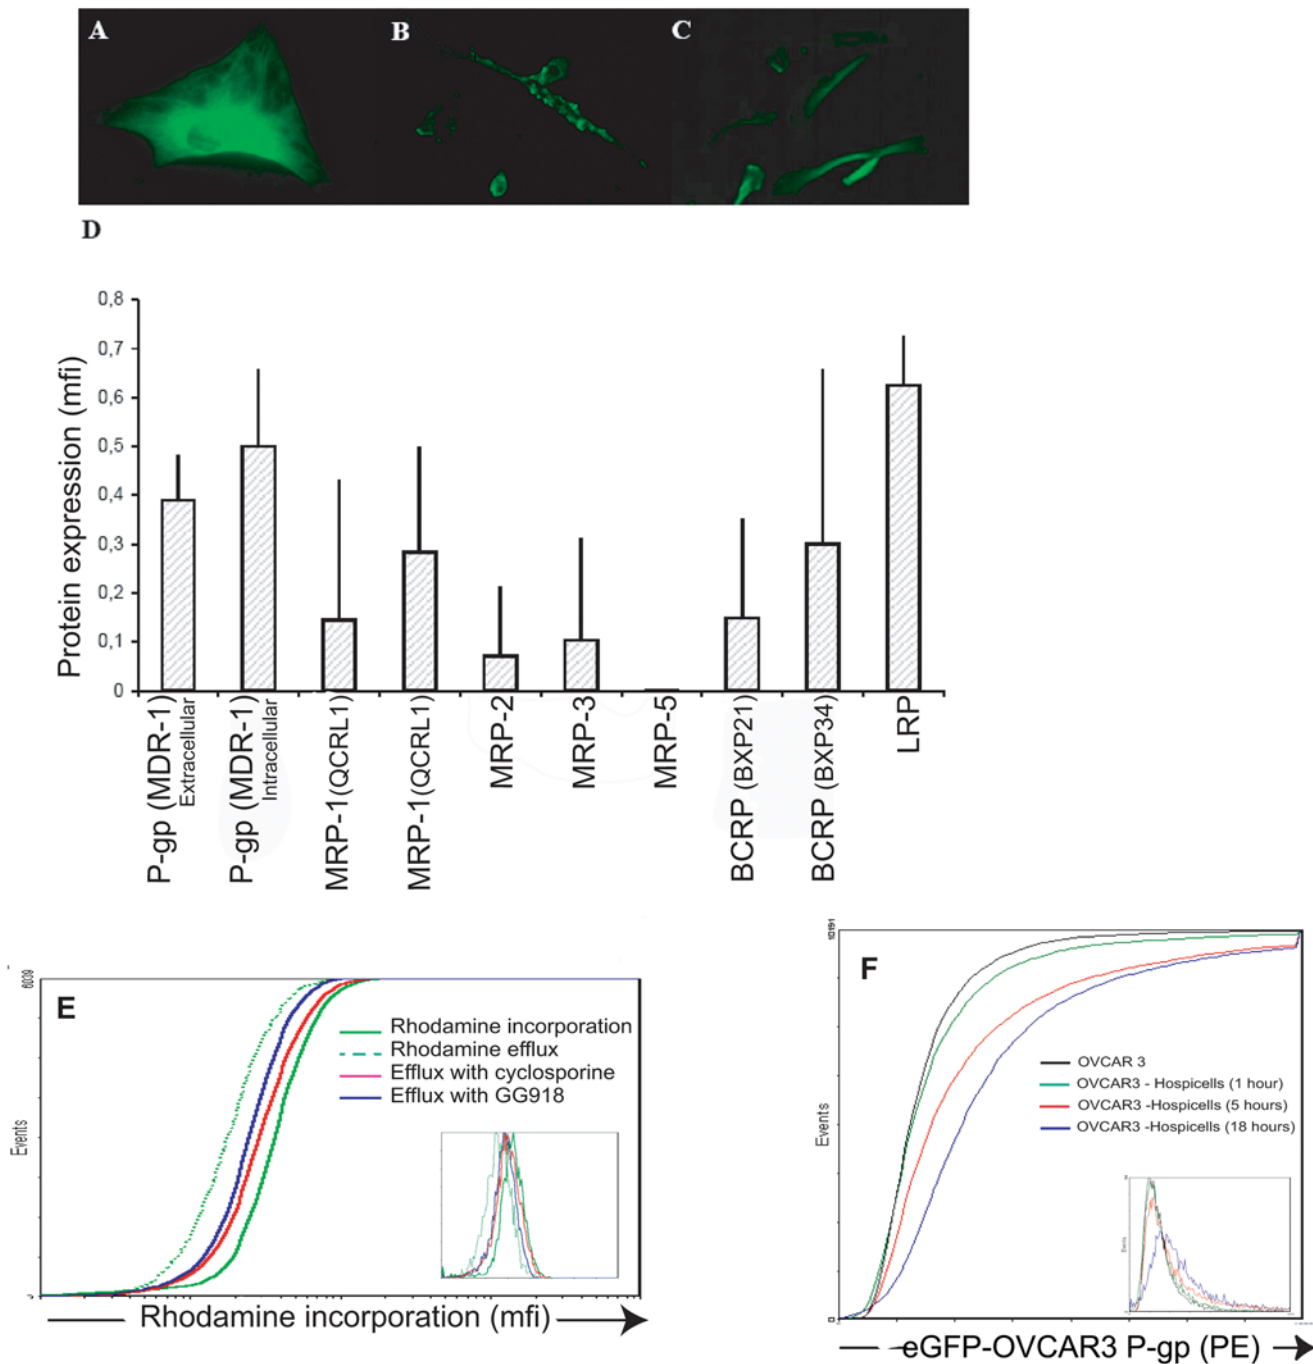 A
B
C
D
Protein expression (mfi)
0,8
0,7
0,6
0,5
0,4
0,3
0,2
0,1
0
P-gp (MDR-1)
Extracellular
P-gp (MDR-1)
Intracellular
MRP-1(QCRL1)
MRP-1(QCRL1)
MRP-2
MRP-3
MRP-5
BCRP (BXP21)
BCRP (BXP34)
LRP
E
6039
Events
Rhodamine incorporation
Rhodamine efflux
Efflux with cyclosporine
Efflux with GG918
Rhodamine incorporation (mfi)
F
10191
Events
0
OVCAR 3
OVCAR3 - Hospicells (1 hour)
OVCAR3 -Hospicells (5 hours)
OVCAR3 -Hospicells (18 hours)
Events
eGFP-OVCAR3 P-gp (PE)